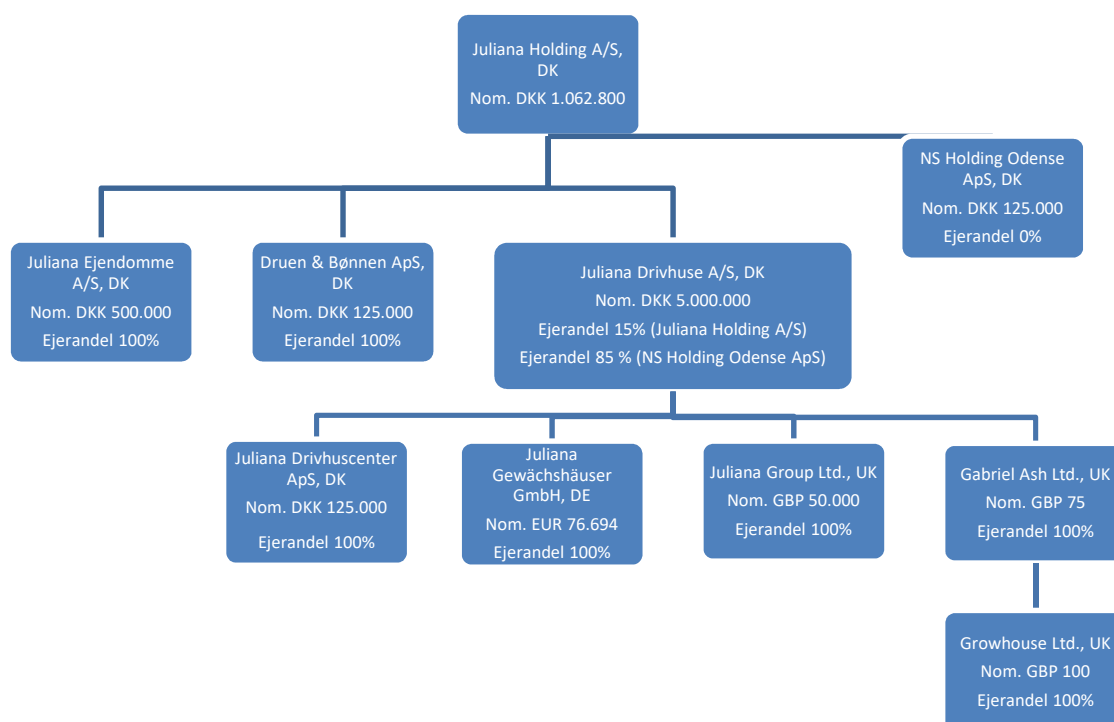 Juliana Holding A/S,
DK
Nom. DKK 1.062.800
NS Holding Odense
ApS, DK
Nom. DKK 125.000
Ejerandel 0%
Juliana Ejendomme
A/S, DK
Nom. DKK 500.000
Ejerandel 100%
Druen & Bønnen ApS,
DK
Nom. DKK 125.000
Ejerandel 100%
Juliana Drivhuse A/S, DK
Nom. DKK 5.000.000
Ejerandel 15% (Juliana Holding A/S)
Ejerandel 85 % (NS Holding Odense ApS)
Juliana Drivhuscenter
ApS, DK
Nom. DKK 125.000
Ejerandel 100%
Juliana
Gewächshäuser
GmbH, DE
Nom. EUR 76.694
Ejerandel 100%
Juliana Group Ltd., UK
Nom. GBP 50.000
Ejerandel 100%
Gabriel Ash Ltd., UK
Nom. GBP 75
Ejerandel 100%
Growhouse Ltd., UK
Nom. GBP 100
Ejerandel 100%